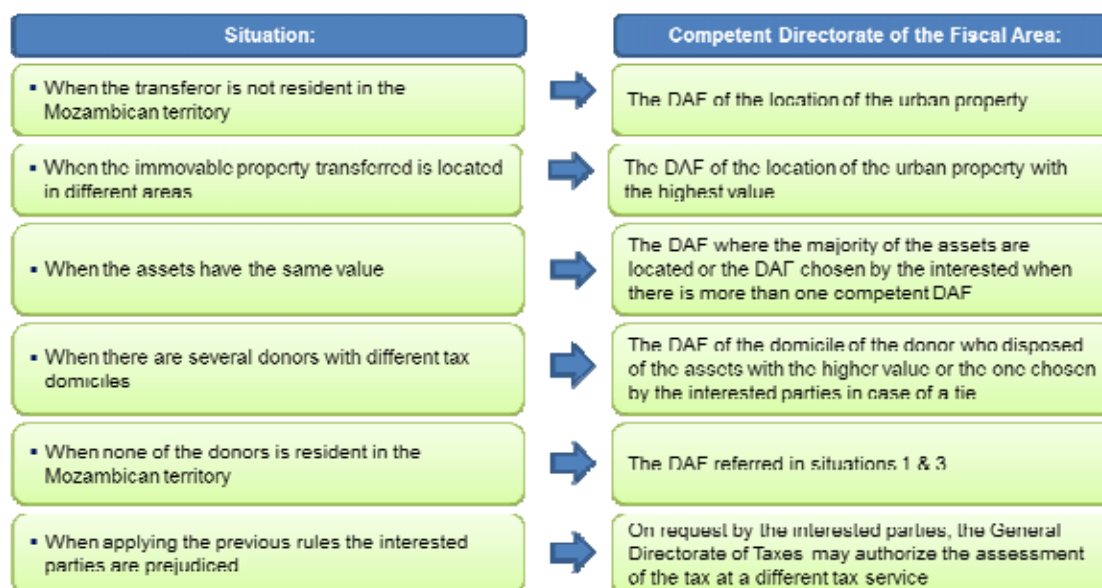 Situation:
Competent Directorate of the Fiscal Area:
▪ When the transferor is not resident in the
Mozambican territory
The DAF of the location of the urban property
▪ When the immovable property transferred is located
in different areas
The DAF of the location of the urban property with
the highest value
▪ When the assets have the same value
The DAF where the majority of the assets are
located or the DAF chosen by the interested when
there is more than one competent DAF
▪ When there are several donors with different tax
domiciles
The DAF of the domicile of the donor who disposed
of the assets with the higher value or the one chosen
by the interested parties in case of a tie
▪ When none of the donors is resident in the
Mozambican territory
The DAF referred in situations 1 & 3
▪ When applying the previous rules the interested
parties are prejudiced
On request by the interested parties, the General
Directorate of Taxes may authorize the assessment
of the tax at a different tax service